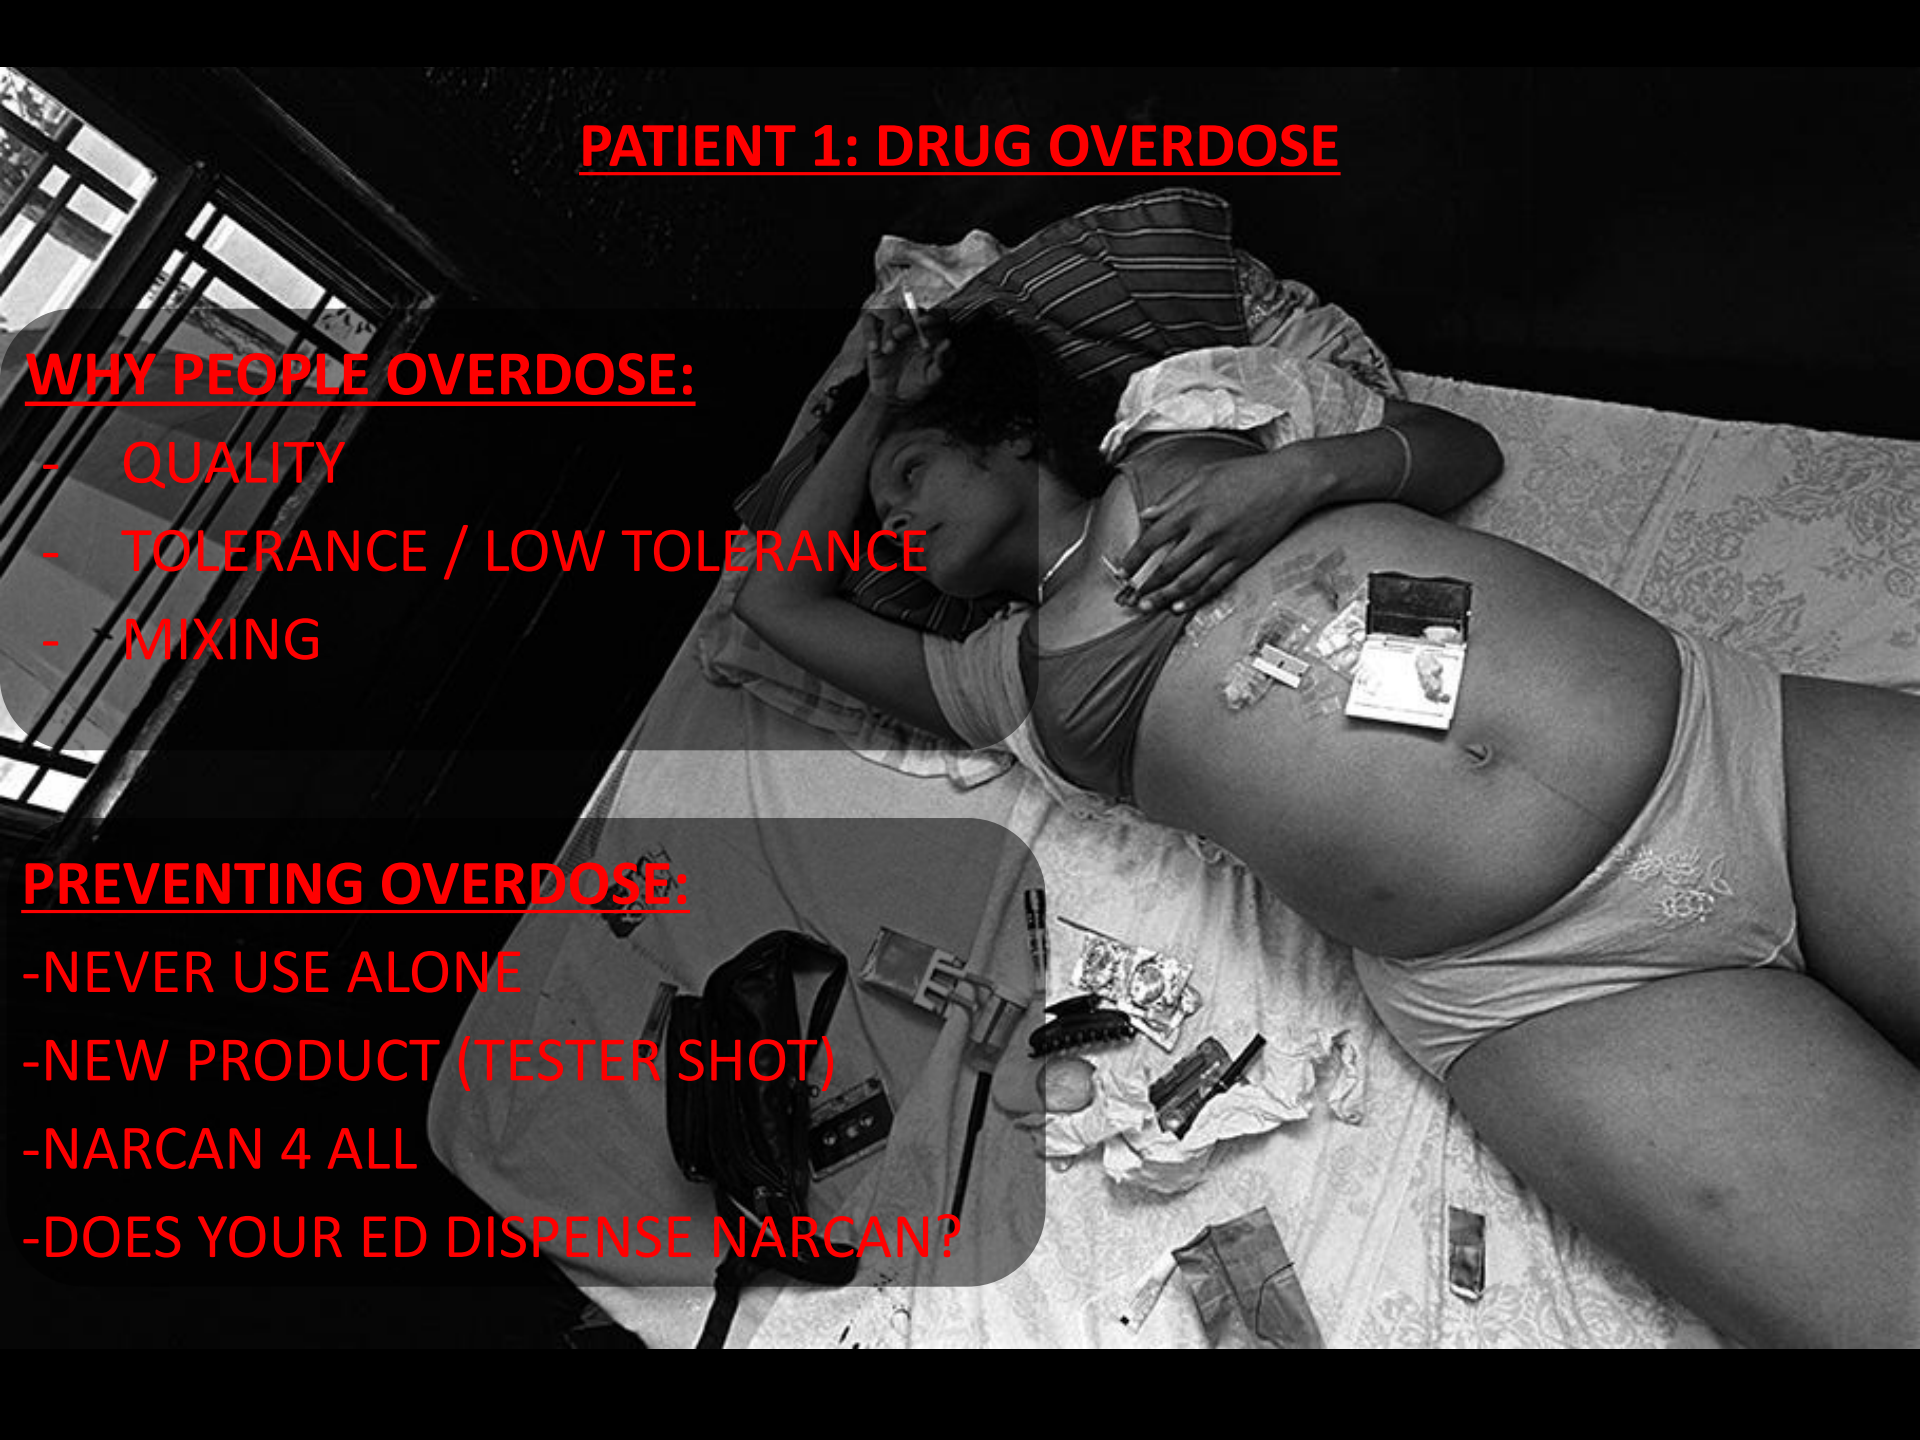 PATIENT 1: DRUG OVERDOSE
WHY PEOPLE OVERDOSE:
- QUALITY
- TOLERANCE / LOW TOLERANCE
- MIXING
PREVENTING OVERDOSE:
-NEVER USE ALONE
-NEW PRODUCT (TESTER SHOT)
-NARCAN 4 ALL
-DOES YOUR ED DISPENSE NARCAN?